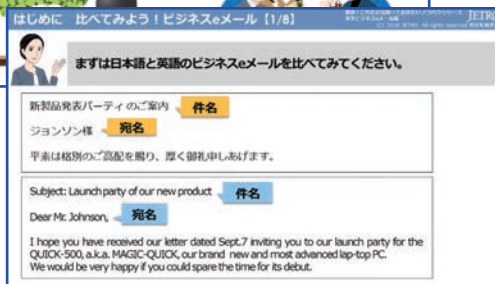 はじめに 比べてみよう！ビジネスeメール【1/8】
JETRO
まずは日本語と英語のビジネスeメールを比べてみてください。
新製品発表パーティ のご案内 件名
ジョンソン様 宛名
平素は格別のご高配を賜り、厚く御礼申しあげます。
Subject: Launch party of our new product 件名
Dear Mr. Johnson, 宛名
I hope you have received our letter dated Sept.7 inviting you to our launch party for the
QUICK-500, a.k.a. MAGIC-QUICK, our brand new and most advanced lap-top PC.
We would be very happy if you could spare the time for its debut.